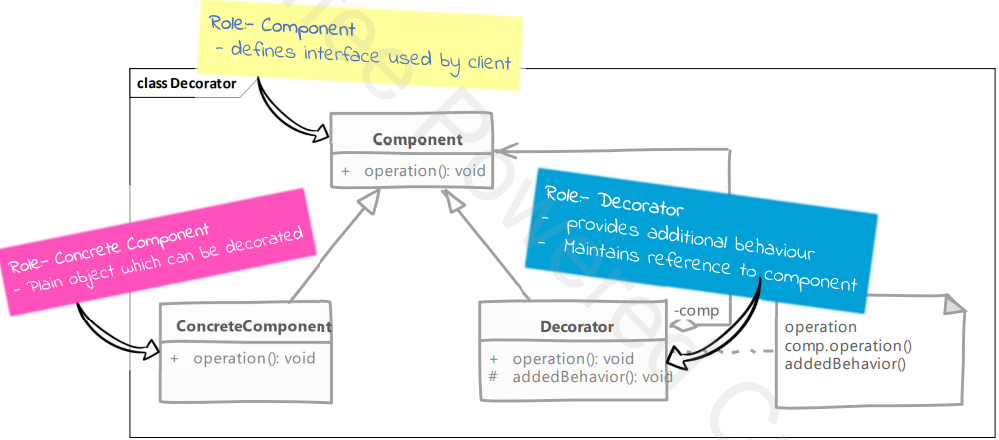 Role:- Component
- defines interface used by client
class Decorator
Component
+ operation(): void
Role:- Decorator
- provides additional behaviour
- Maintains reference to component
Role:- Concrete Component
- Plain object which can be decorated
ConcreteComponent
+ operation(): void
Decorator
+ operation(): void
# addedBehavior(): void
-comp
operation
comp.operation()
addedBehavior()
Powered